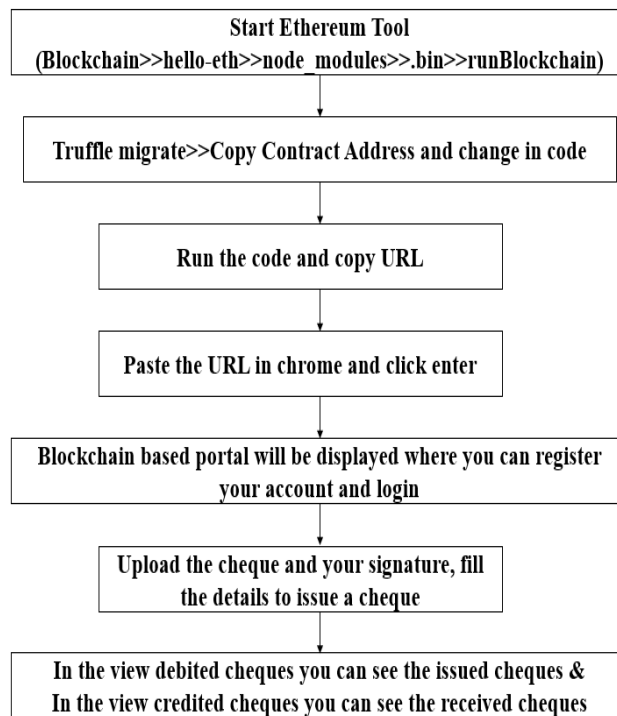 Start Ethereum Tool
(Blockchain>>hello-eth>>node_modules>>.bin>>runBlockchain)
Truffle migrate>>Copy Contract Address and change in code
Run the code and copy URL
Paste the URL in chrome and click enter
Blockchain based portal will be displayed where you can register
your account and login
Upload the cheque and your signature, fill
the details to issue a cheque
In the view debited cheques you can see the issued cheques &
In the view credited cheques you can see the received cheques